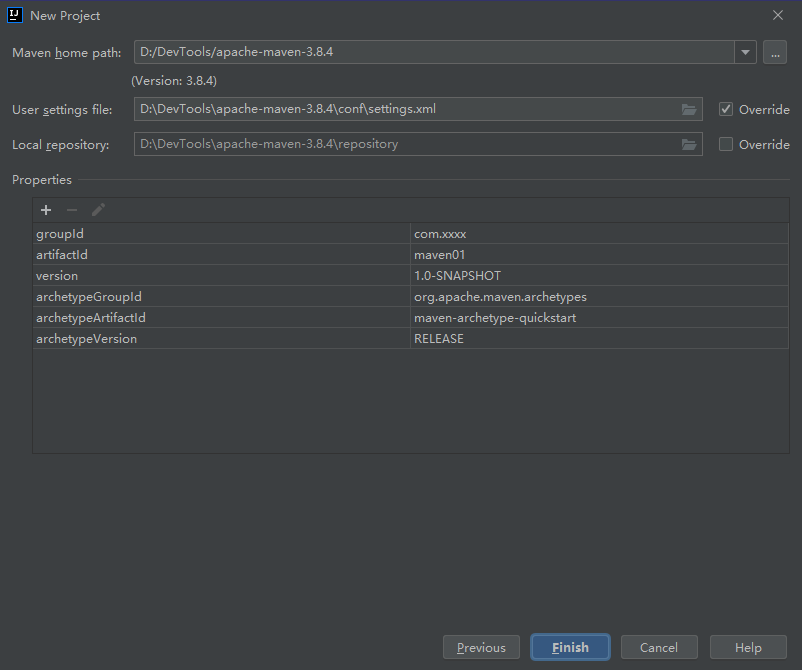 IJ
New Project
Maven home path: D:/DevTools/apache-maven-3.8.4 ...
(Version: 3.8.4)
User settings file: D:\DevTools\apache-maven-3.8.4\conf\settings.xml Override
Local repository: D:\DevTools\apache-maven-3.8.4\repository Override
Properties
groupId com.xxxx
artifactId maven01
version 1.0-SNAPSHOT
archetypeGroupId org.apache.maven.archetypes
archetypeArtifactId maven-archetype-quickstart
archetypeVersion RELEASE
Previous Finish Cancel Help